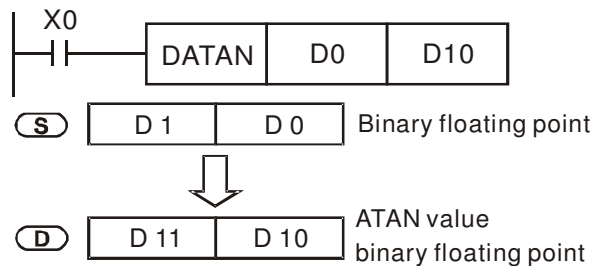 X0
DATAN D0 D10
S D 1 D 0 Binary floating point
D D 11 D 10 ATAN value
binary floating point